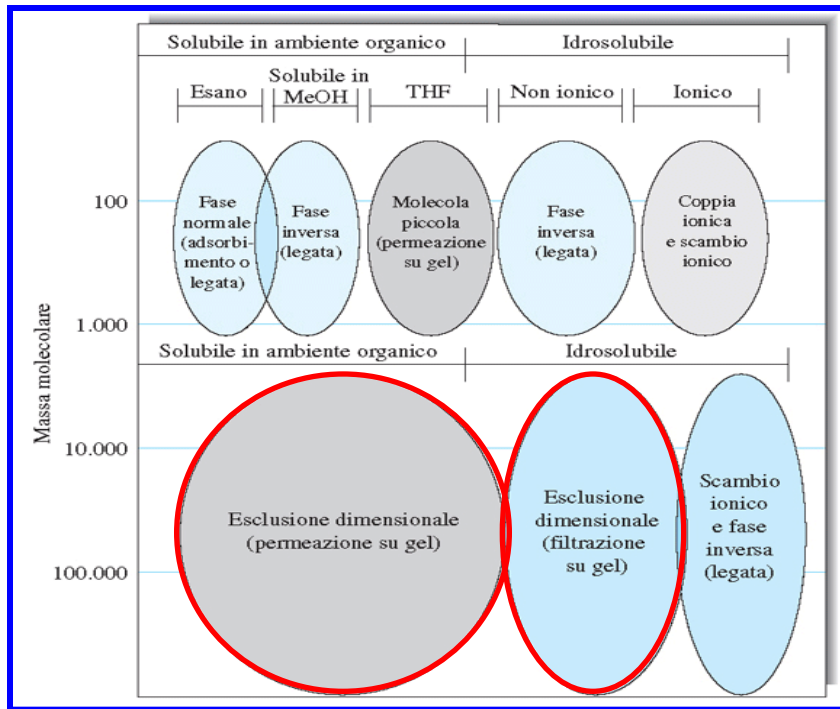 Solubile in ambiente organico
Idrosolubile
Esano
Solubile in
MeOH
THF
Non ionico
Ionico
100
Fase
normale
(adsorbi-
mento o
legata)
Fase
inversa
(legata)
Molecola
piccola
(permeazione
su gel)
Fase
inversa
(legata)
Coppia
ionica
e scambio
ionico
1.000
Solubile in ambiente organico
Idrosolubile
Massa molecolare
10.000
Esclusione dimensionale
(permeazione su gel)
Esclusione
dimensionale
(filtrazione
su gel)
Scambio
ionico
e fase
inversa
(legata)
100.000